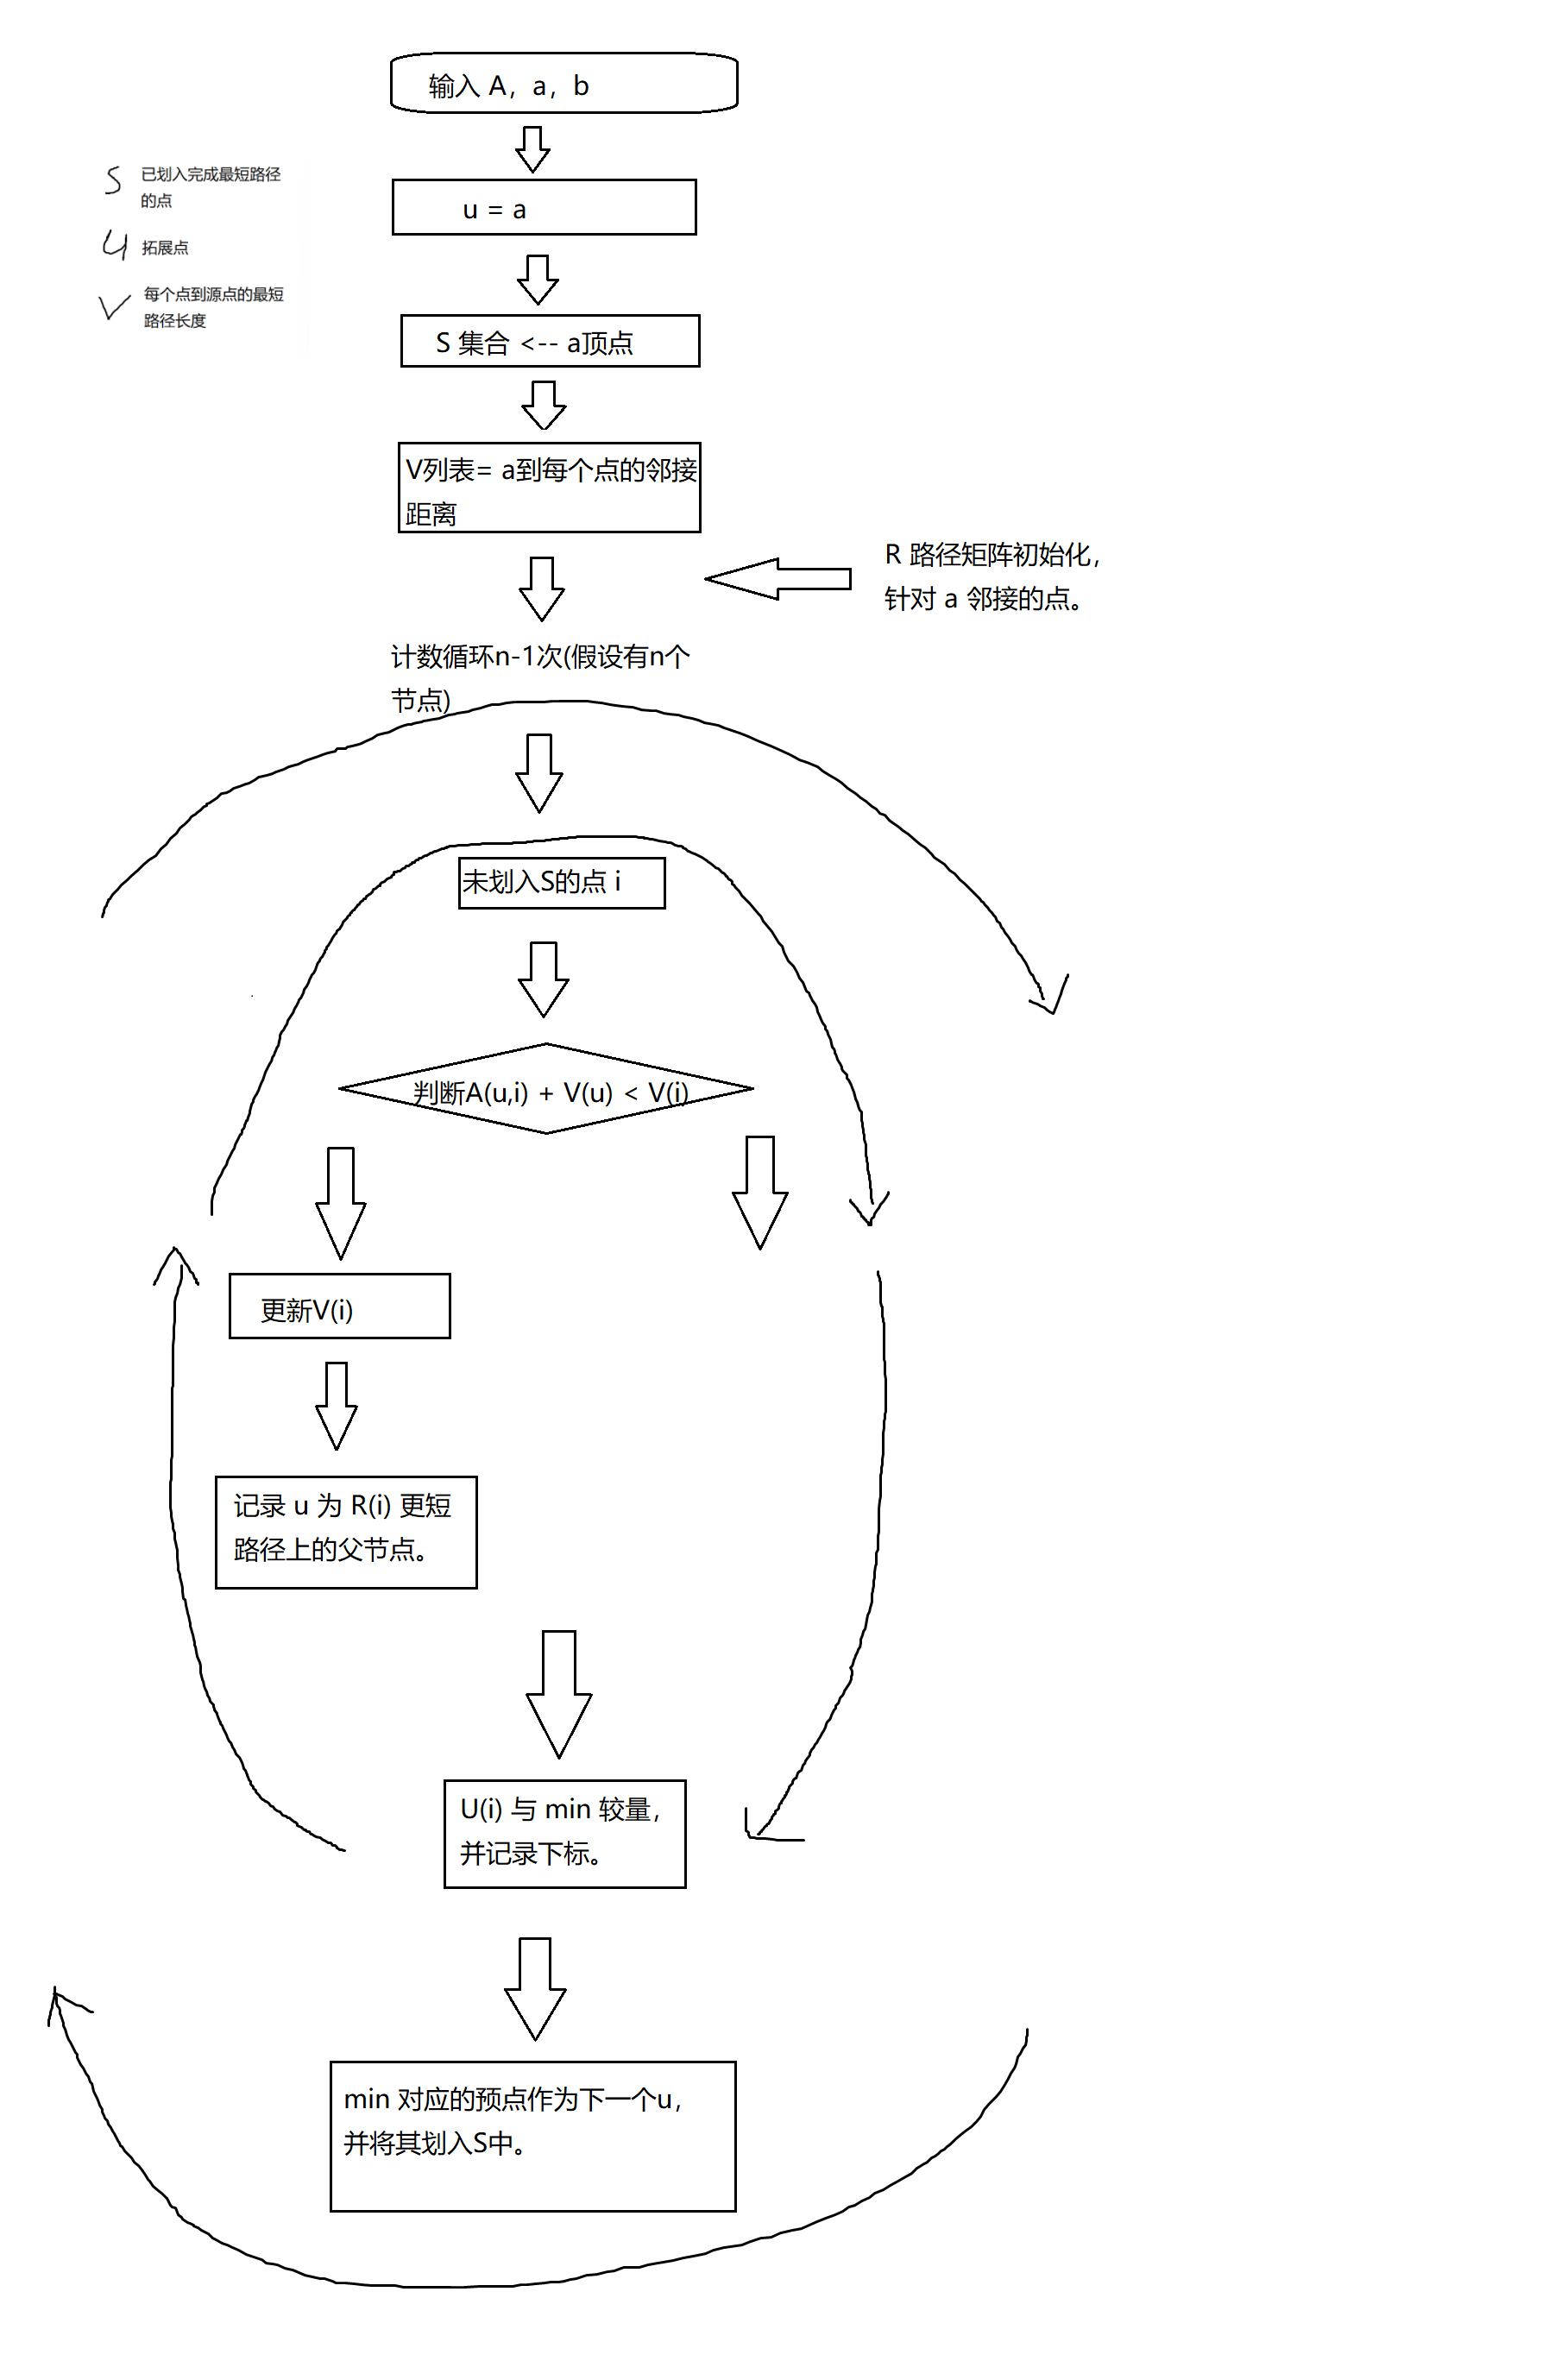 输入 A，a，b
S 已划入完成最短路径
的点
u = a
U 拓展点
V 每个点到源点的最短
路径长度
S 集合 <-- a顶点
V列表= a到每个点的邻接
距离
R 路径矩阵初始化，
针对 a 邻接的点。
计数循环n-1次(假设有n个
节点)
未划入S的点 i
判断A(u,i) + V(u) < V(i)
更新V(i)
记录 u 为 R(i) 更短
路径上的父节点。
U(i) 与 min 较量，
并记录下标。
min 对应的预点作为下一个u，
并将其划入S中。